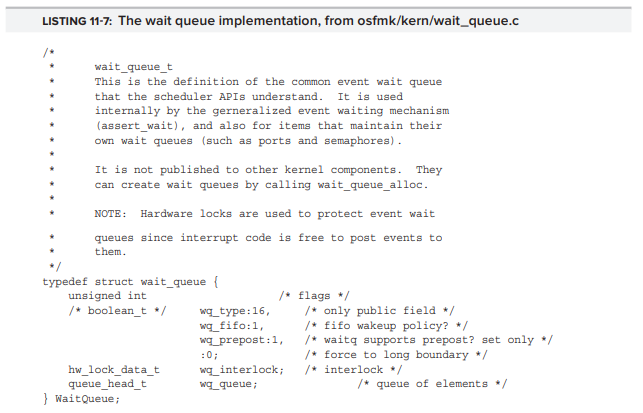 LISTING 11-7: The wait queue implementation, from osfmk/kern/wait_queue.c
/*
 *     wait_queue_t
 *     This is the definition of the common event wait queue
 *     that the scheduler APIs understand.  It is used
 *     internally by the gerneralized event waiting mechanism
 *     (assert_wait), and also for items that maintain their
 *     own wait queues (such as ports and semaphores).
 *
 *     It is not published to other kernel components.  They
 *     can create wait queues by calling wait_queue_alloc.
 *
 *     NOTE:  Hardware locks are used to protect event wait
 *     queues since interrupt code is free to post events to
 *     them.
 */
typedef struct wait_queue {
    unsigned int                    /* flags */
    /* boolean_t */    wq_type:16,     /* only public field */
                       wq_fifo:1,      /* fifo wakeup policy? */
                       wq_prepost:1,   /* waitq supports prepost? set only */
                       :0;             /* force to long boundary */
    hw_lock_data_t     wq_interlock;   /* interlock */
    queue_head_t       wq_queue;              /* queue of elements */
} WaitQueue;